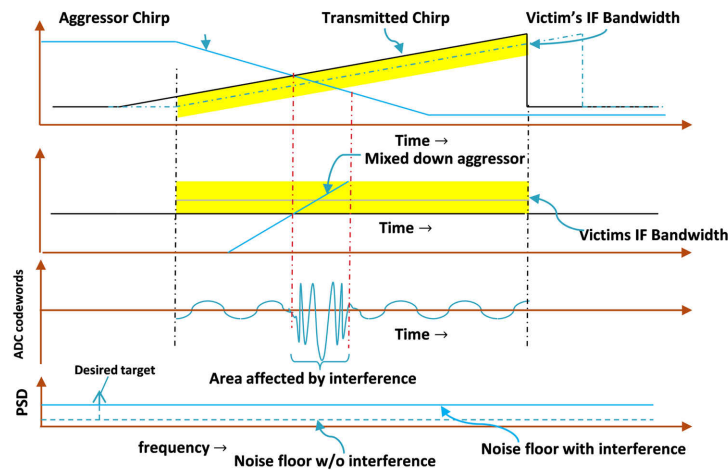 Aggressor Chirp
Transmitted Chirp
Victim's IF Bandwidth
Time →
Mixed down aggressor
Time →
Victims IF Bandwidth
ADC codewords
Time →
Area affected by interference
PSD
Desired target
frequency →
Noise floor w/o interference
Noise floor with interference